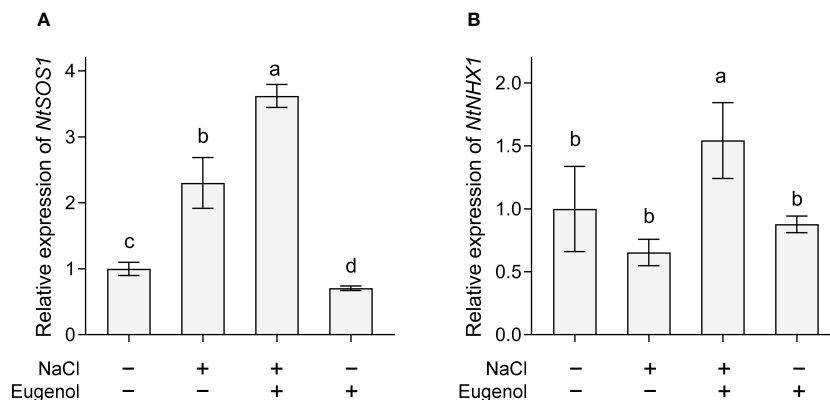 A
Relative expression of NtSOS1
4
3
2
1
0
c
b
a
d
NaCl − + + −
Eugenol − − + +
B
Relative expression of NtNHX1
2.0
1.5
1.0
0.5
0.0
b
b
a
b
NaCl − + + −
Eugenol − − + +